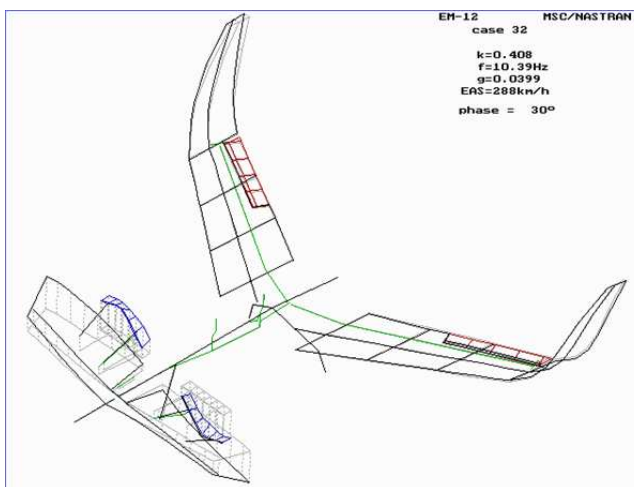 EM-12 MSC/NASTRAN
case 32
k=0.408
f=10.39Hz
g=0.0399
EAS=288km/h
phase = 30º